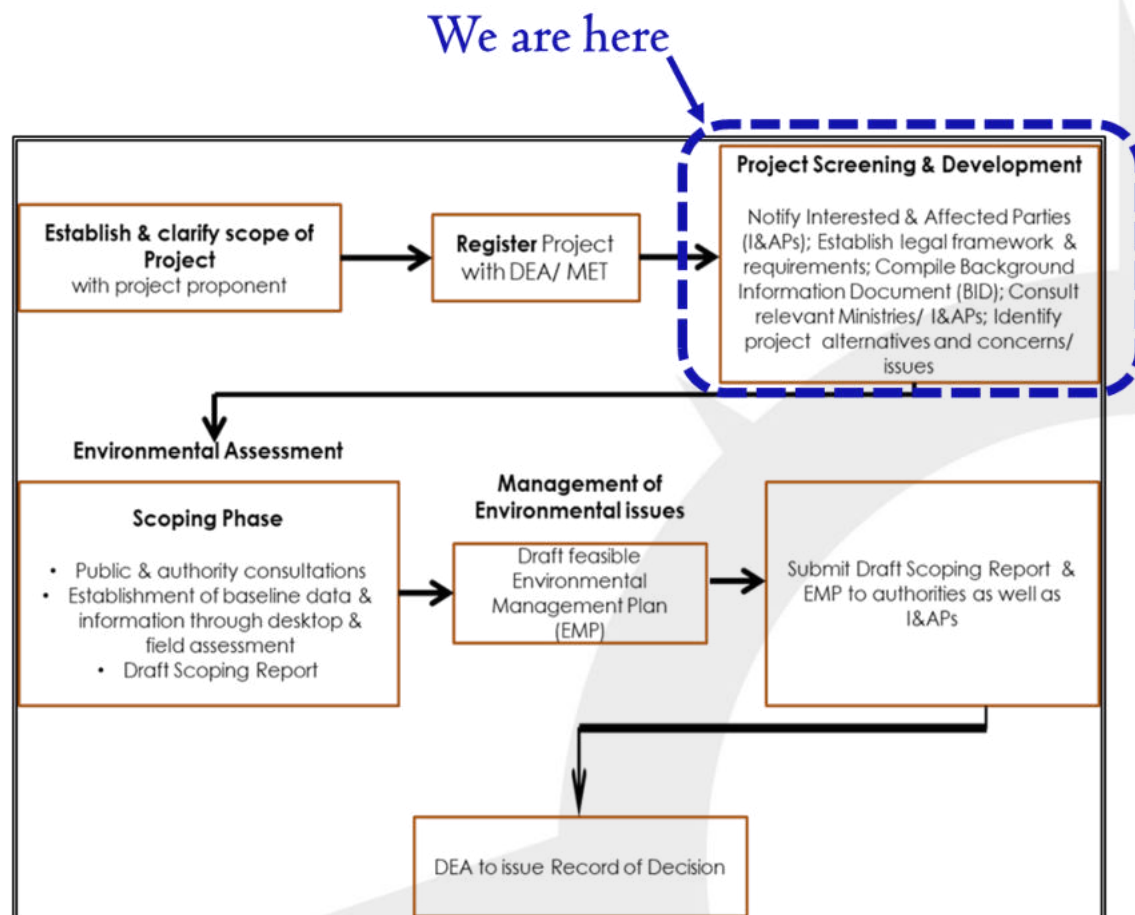 We are here
Establish & clarify scope of
Project
with project proponent
Register Project
with DEA/ MET
Project Screening & Development
Notify Interested & Affected Parties
(I&APs); Establish legal framework &
requirements; Compile Background
Information Document (BID); Consult
relevant Ministries/ I&APs; Identify
project alternatives and concerns/
issues
Environmental Assessment
Scoping Phase
• Public & authority consultations
• Establishment of baseline data &
information through desktop &
field assessment
• Draft Scoping Report
Management of
Environmental issues
Draft feasible
Environmental
Management Plan
(EMP)
Submit Draft Scoping Report &
EMP to authorities as well as
I&APs
DEA to issue Record of Decision